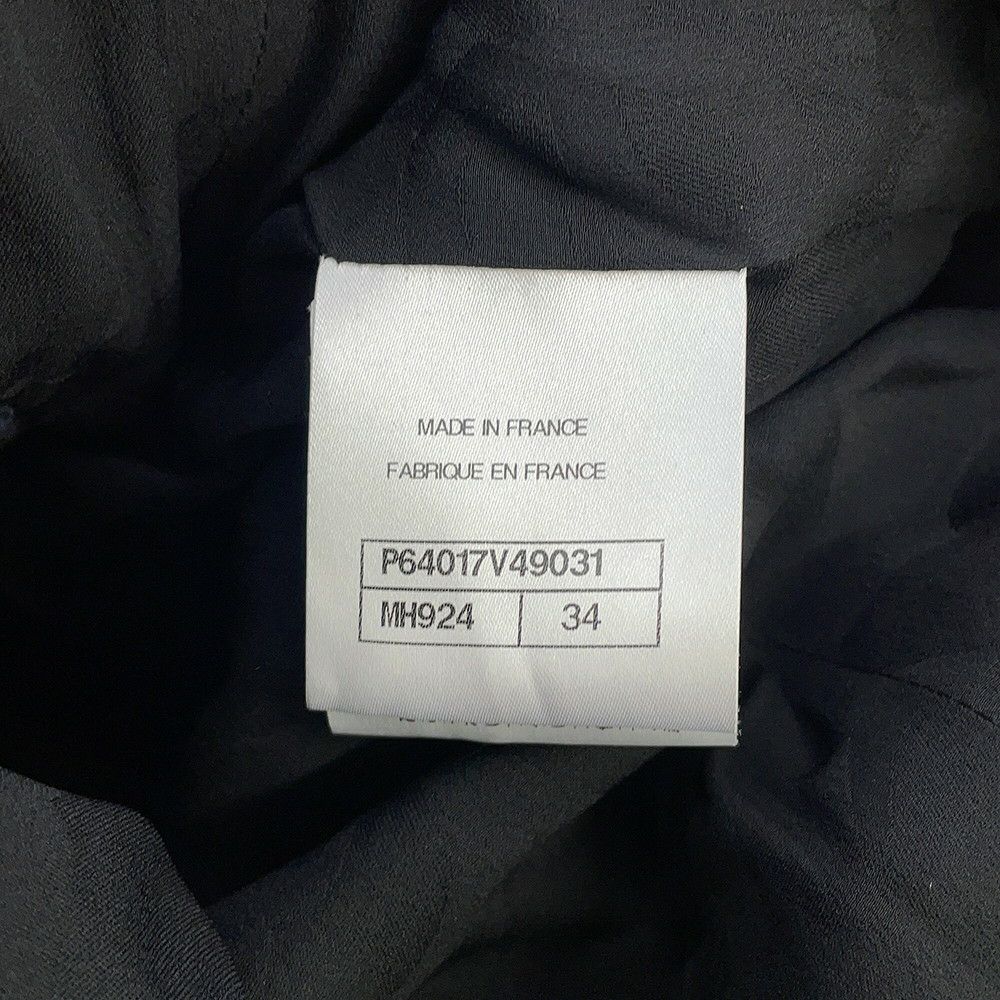 MADE IN FRANCE
FABRIQUE EN FRANCE
P64017V49031
MH924 34